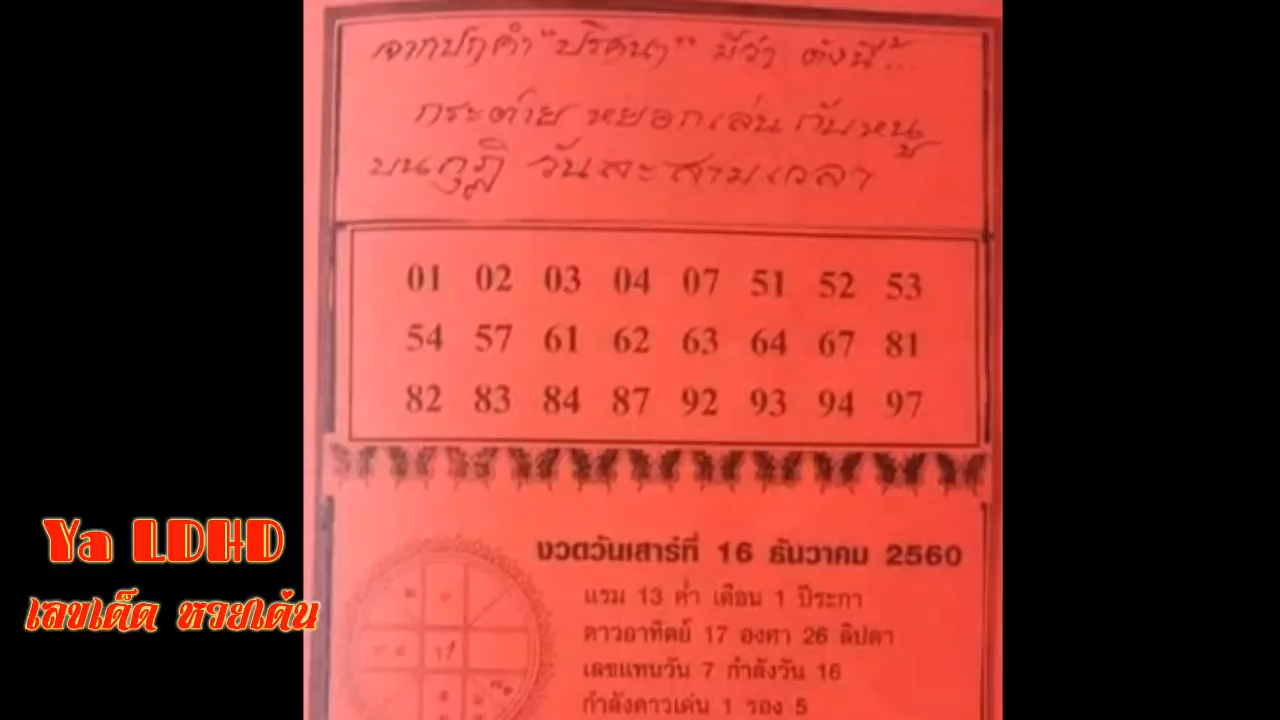 จากปกคำ "ปริศนา" มีว่า ดังนี้...
กระต่าย หยอกเล่น กับหนู
บนกุฏิ วันละสามเวลา
01 02 03 04 07 51 52 53
54 57 61 62 63 64 67 81
82 83 84 87 92 93 94 97
งวดวันเสาร์ที่ 16 ธันวาคม 2560
แรม 13 ค่ำ เดือน 1 ปีระกา
ดาวอาทิตย์ 17 องศา 26 ลิปดา
เลขแทนวัน 7 กำลังวัน 16
กำลังดาวเด่น 1 รอง 5
Ya LDHD
เลขเด็ด หวยเด่น